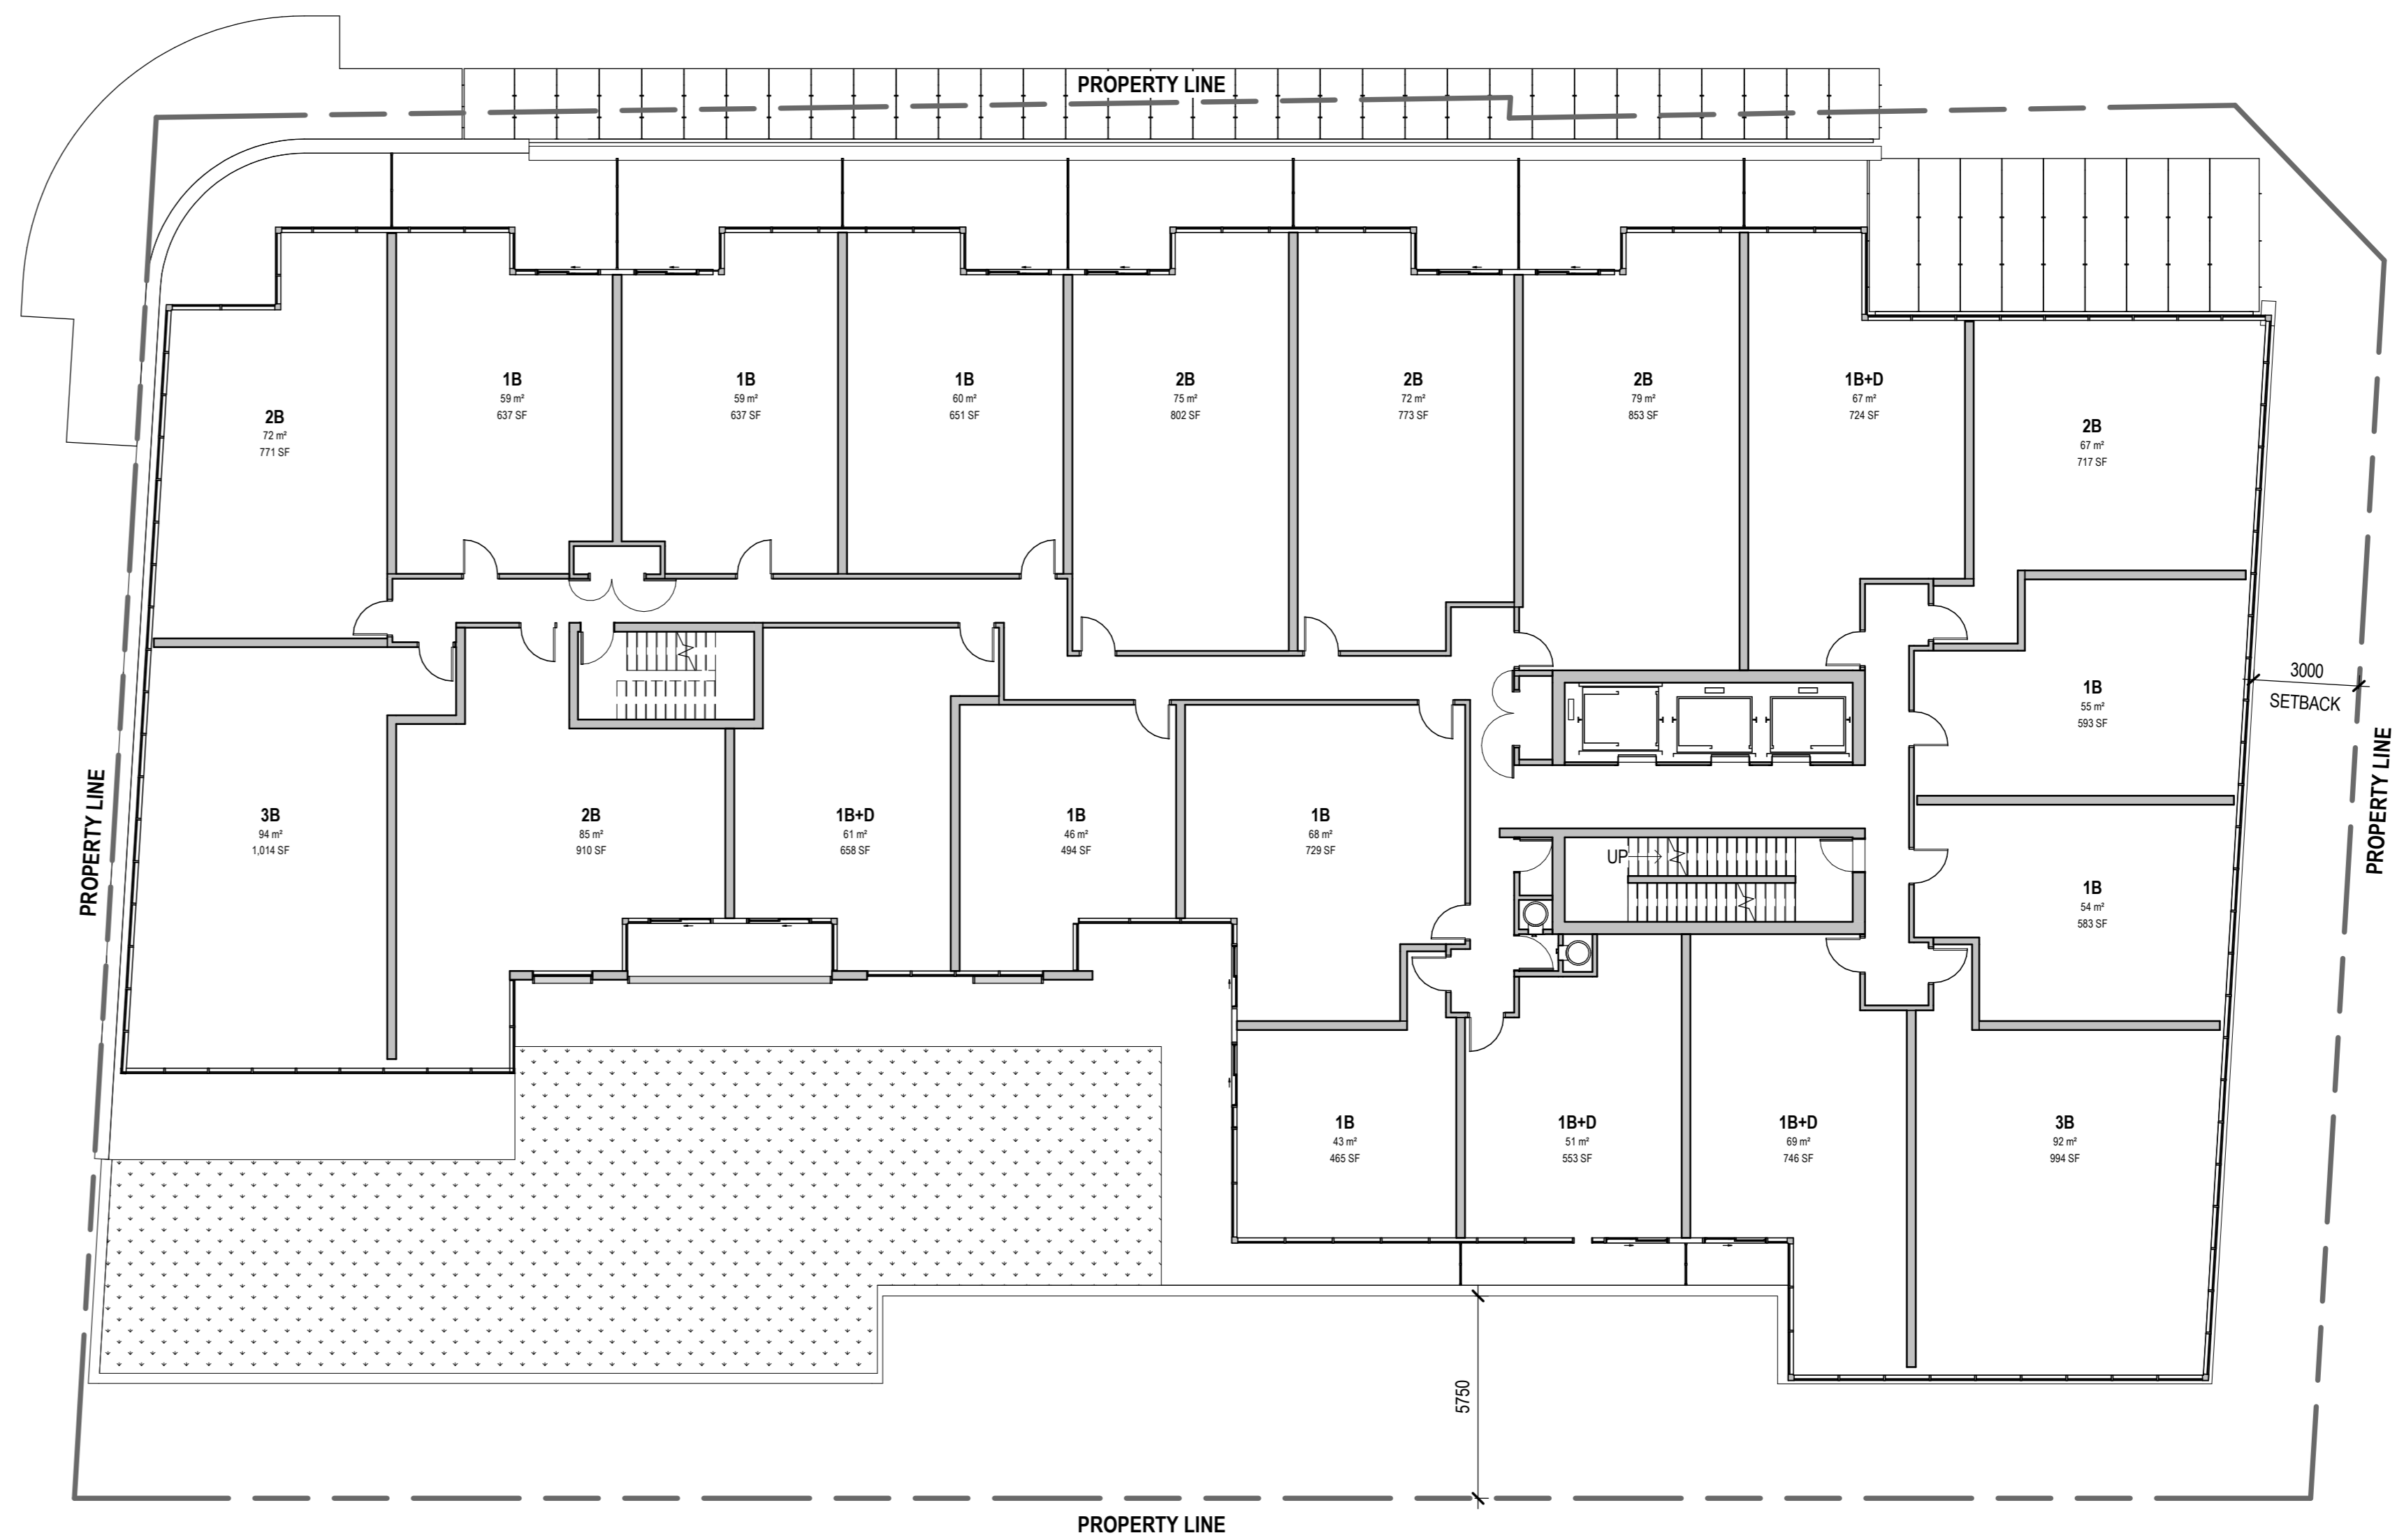 PROPERTY LINE
1B
59 m²
637 SF
1B
59 m²
637 SF
1B
60 m²
651 SF
2B
75 m²
802 SF
2B
72 m²
773 SF
2B
79 m²
853 SF
1B+D
67 m²
724 SF
2B
72 m²
771 SF
2B
67 m²
717 SF
1B
55 m²
593 SF
3000
SETBACK
PROPERTY LINE
PROPERTY LINE
3B
94 m²
1,014 SF
2B
85 m²
910 SF
1B+D
61 m²
658 SF
1B
46 m²
494 SF
1B
68 m²
729 SF
UP
1B
54 m²
583 SF
1B
43 m²
465 SF
1B+D
51 m²
553 SF
1B+D
69 m²
746 SF
3B
92 m²
994 SF
5750
PROPERTY LINE